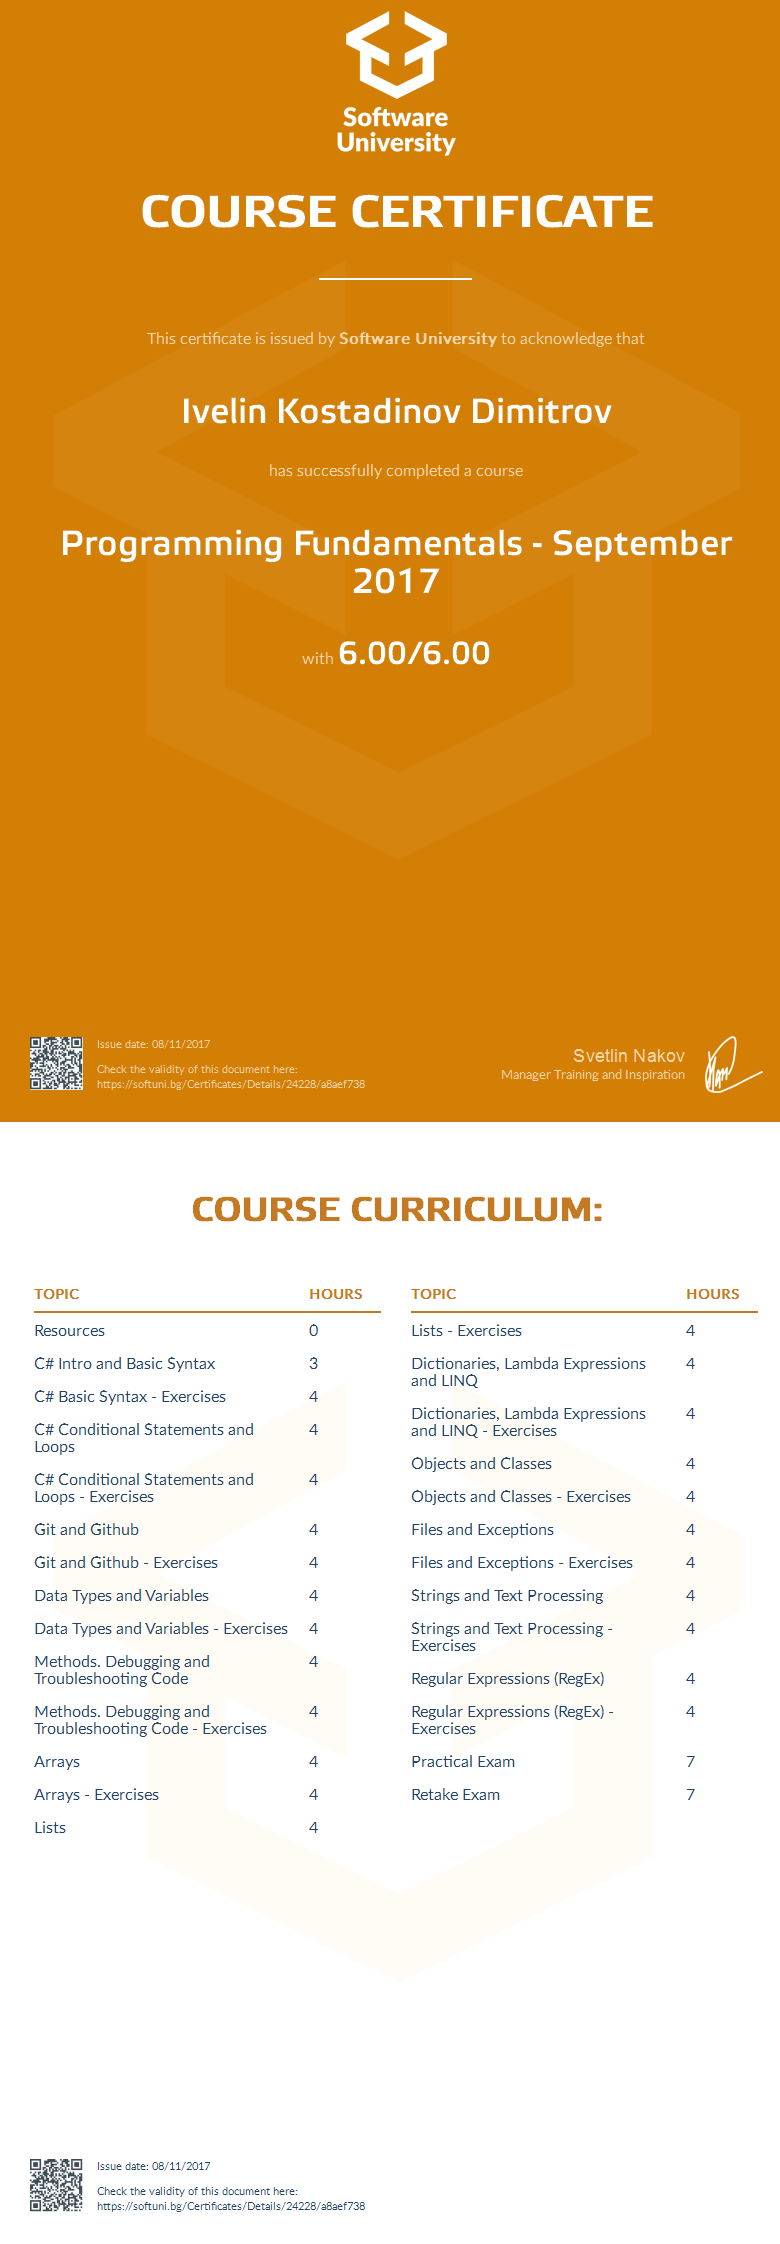 Software
University
COURSE CERTIFICATE
This certificate is issued by Software University to acknowledge that
Ivelin Kostadinov Dimitrov
has successfully completed a course
Programming Fundamentals - September
2017
with 6.00/6.00
Issue date: 08/11/2017
Check the validity of this document here:
https://softuni.bg/Certificates/Details/24228/a8aef738
Svetlin Nakov
Manager Training and Inspiration
COURSE CURRICULUM:
TOPIC HOURS
Resources 0
C# Intro and Basic Syntax 3
C# Basic Syntax - Exercises 4
C# Conditional Statements and 4
Loops
C# Conditional Statements and 4
Loops - Exercises
Git and Github 4
Git and Github - Exercises 4
Data Types and Variables 4
Data Types and Variables - Exercises 4
Methods. Debugging and 4
Troubleshooting Code
Methods. Debugging and 4
Troubleshooting Code - Exercises
Arrays 4
Arrays - Exercises 4
Lists 4
TOPIC HOURS
Lists - Exercises 4
Dictionaries, Lambda Expressions 4
and LINQ
Dictionaries, Lambda Expressions 4
and LINQ - Exercises
Objects and Classes 4
Objects and Classes - Exercises 4
Files and Exceptions 4
Files and Exceptions - Exercises 4
Strings and Text Processing 4
Strings and Text Processing - 4
Exercises
Regular Expressions (RegEx) 4
Regular Expressions (RegEx) - 4
Exercises
Practical Exam 7
Retake Exam 7
Issue date: 08/11/2017
Check the validity of this document here:
https://softuni.bg/Certificates/Details/24228/a8aef738